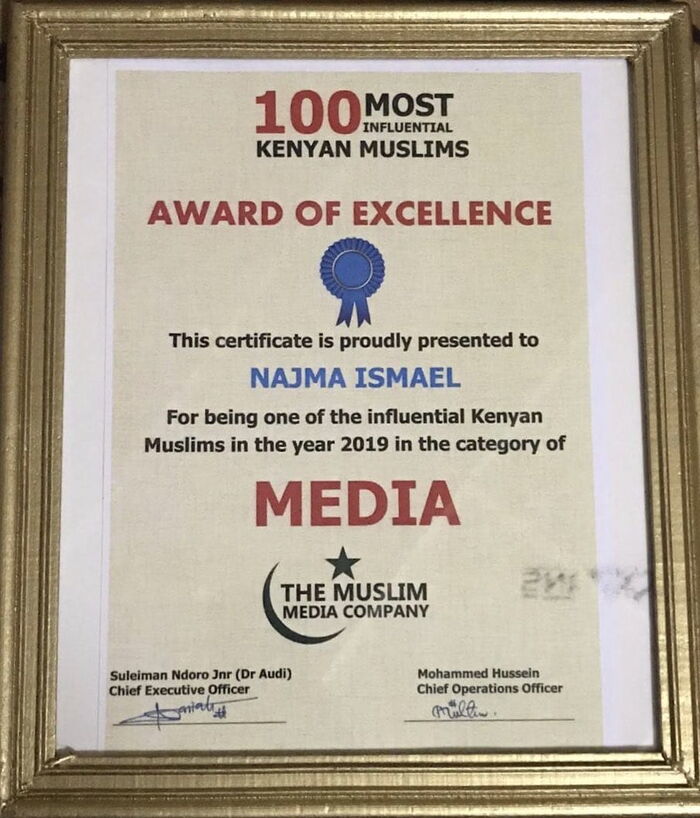 100 MOST
INFLUENTIAL
KENYAN MUSLIMS
AWARD OF EXCELLENCE
This certificate is proudly presented to
NAJMA ISMAEL
For being one of the influential Kenyan
Muslims in the year 2019 in the category of
MEDIA
THE MUSLIM
MEDIA COMPANY
Suleiman Ndoro Jnr (Dr Audi)
Chief Executive Officer
Mohammed Hussein
Chief Operations Officer